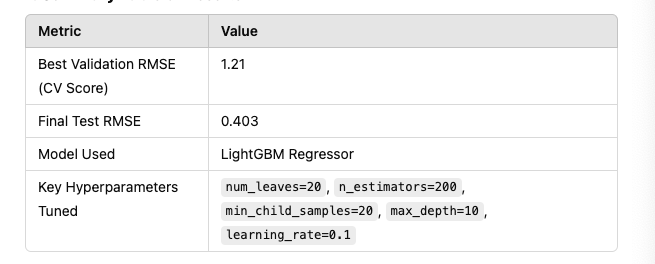 Metric Value
Best Validation RMSE 1.21
(CV Score)
Final Test RMSE 0.403
Model Used LightGBM Regressor
Key Hyperparameters num_leaves=20 , n_estimators=200 ,
Tuned min_child_samples=20 , max_depth=10 ,
learning_rate=0.1